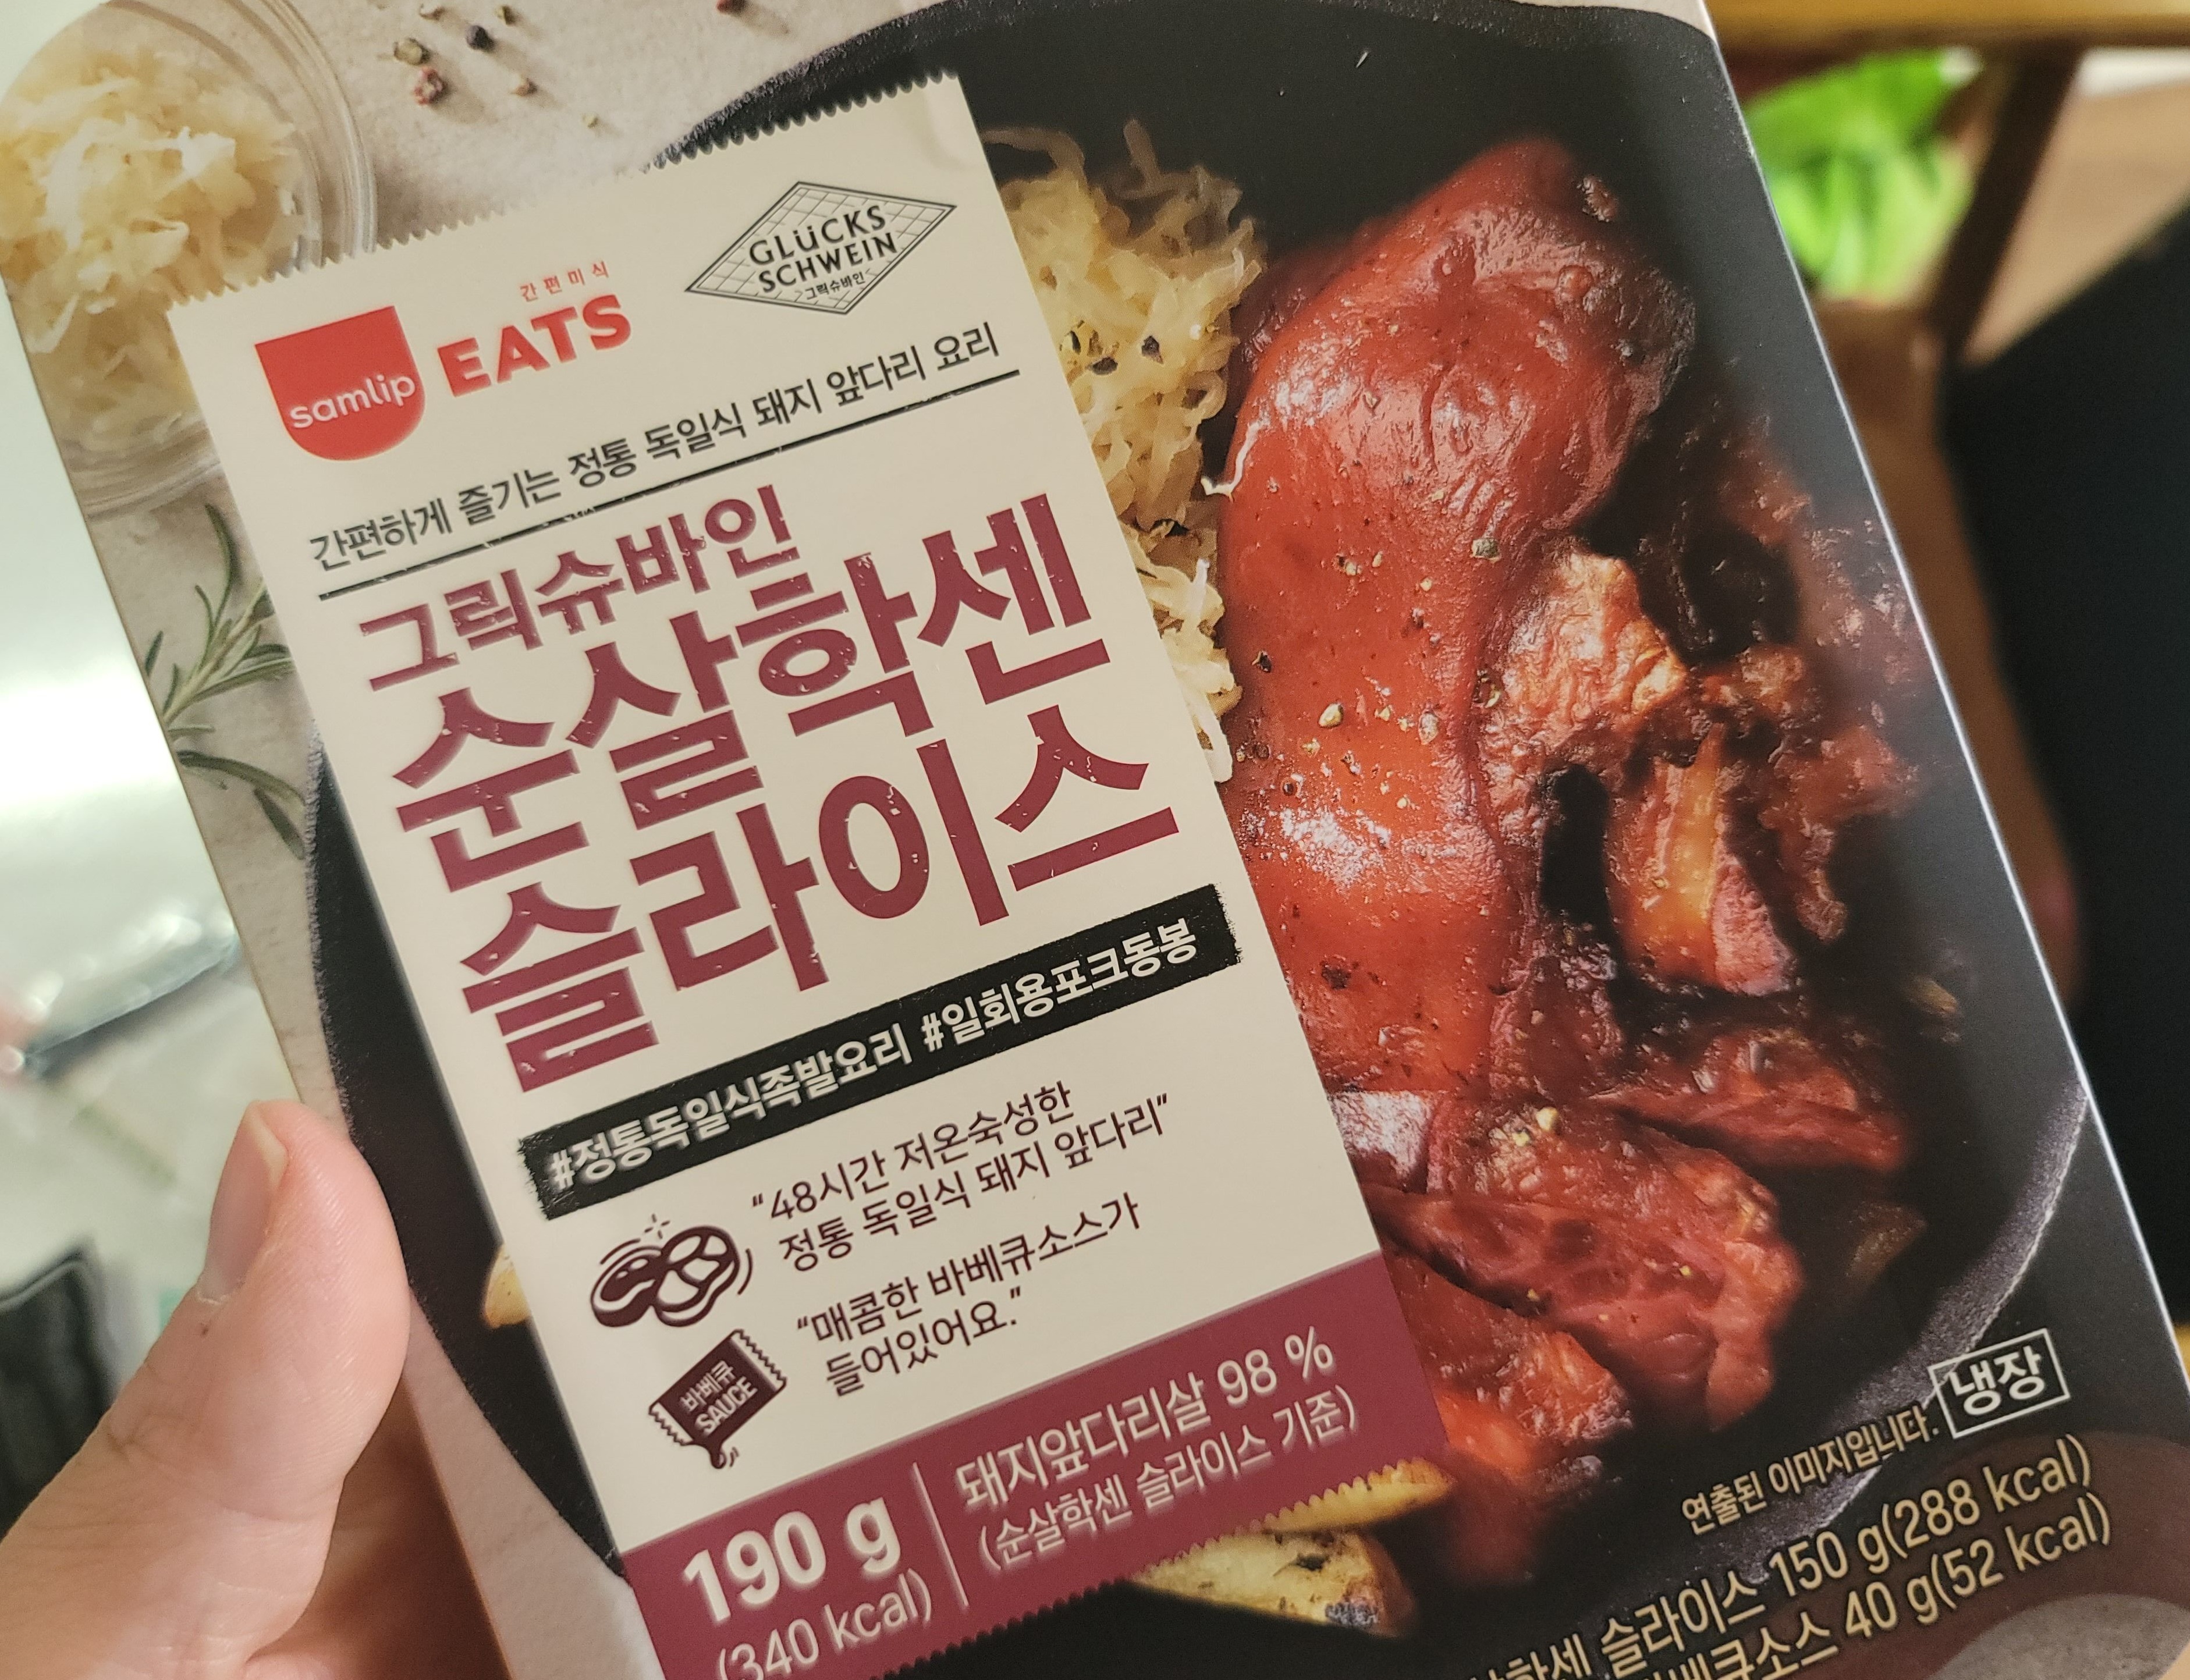 samlip
간편미식
EATS
GLÜCKS
SCHWEIN
그릭슈바인
간편하게 즐기는 정통 독일식 돼지 앞다리 요리
그릭슈바인
순살학센
슬라이스
#정통독일식족발요리 #일회용포크동봉
“48시간 저온숙성한
정통 독일식 돼지 앞다리”
“매콤한 바베큐소스가
들어있어요.”
바베큐
SAUCE
190 g
(340 kcal)
돼지앞다리살 98 %
(순살학센 슬라이스 기준)
연출된 이미지입니다.
냉장
슬라이스 150 g(288 kcal)
40 g(52 kcal)